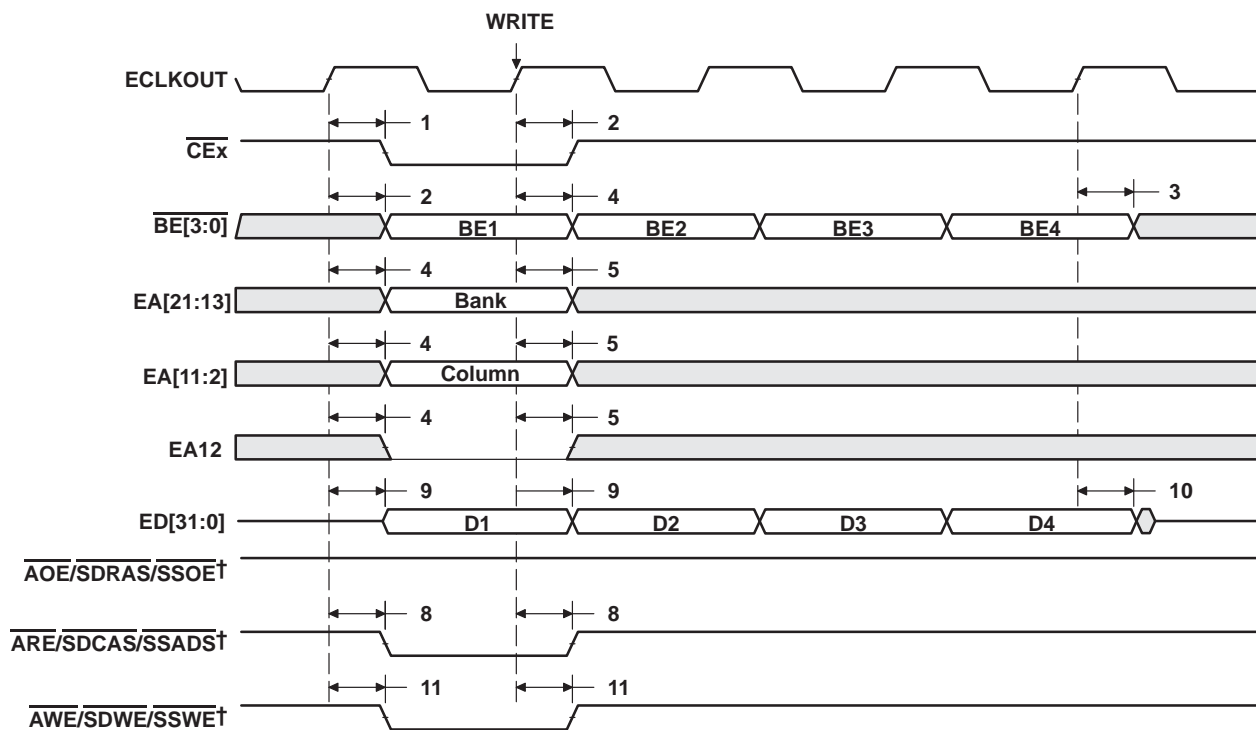 WRITE
ECLKOUT
1 2
CEx
2 4 3
BE[3:0] BE1 BE2 BE3 BE4
4 5
EA[21:13] Bank
4 5
EA[11:2] Column
4 5
EA12
9 9 10
ED[31:0] D1 D2 D3 D4
AOE/SDRAS/SSOE†
8 8
ARE/SDCAS/SSADS†
11 11
AWE/SDWE/SSWE†